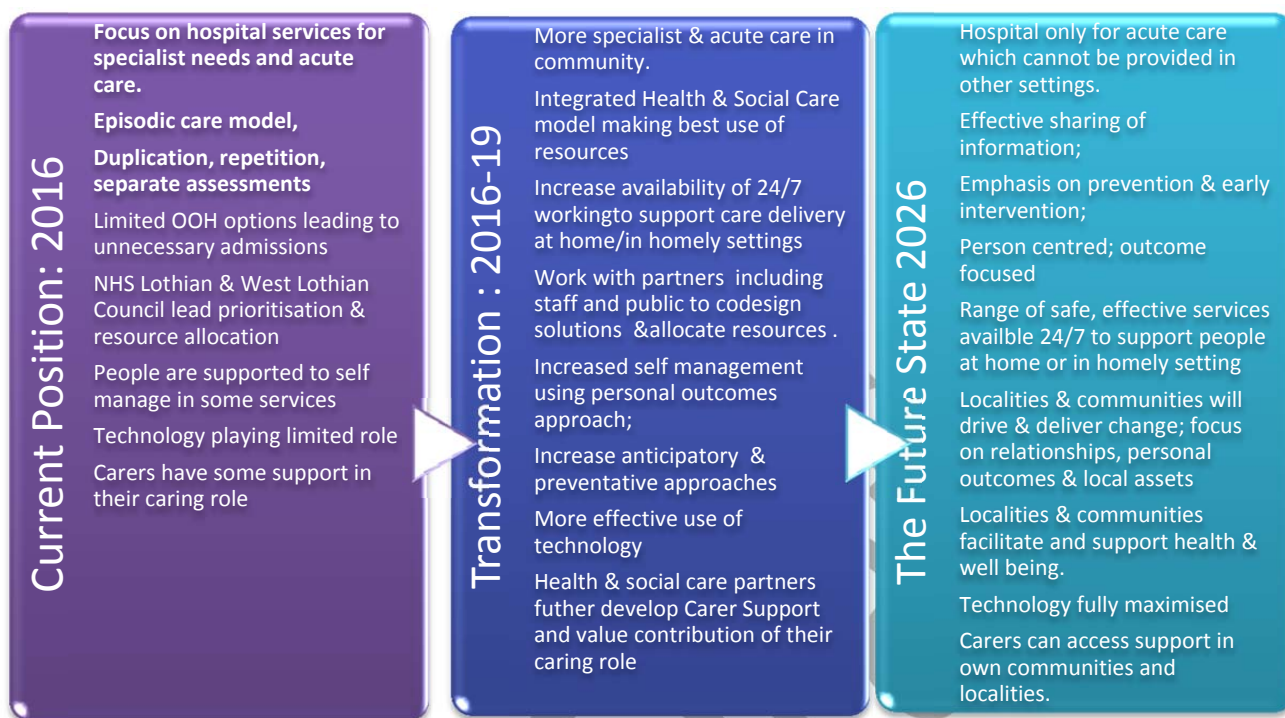 Current Position: 2016
Focus on hospital services for
specialist needs and acute
care.
Episodic care model,
Duplication, repetition,
separate assessments
Limited OOH options leading to
unnecessary admissions
NHS Lothian & West Lothian
Council lead prioritisation &
resource allocation
People are supported to self
manage in some services
Technology playing limited role
Carers have some support in
their caring role
Transformation : 2016-19
More specialist & acute care in
community.
Integrated Health & Social Care
model making best use of
resources
Increase availability of 24/7
workingto support care delivery
at home/in homely settings
Work with partners including
staff and public to codesign
solutions &allocate resources .
Increased self management
using personal outcomes
approach;
Increase anticipatory &
preventative approaches
More effective use of
technology
Health & social care partners
futher develop Carer Support
and value contribution of their
caring role
The Future State 2026
Hospital only for acute care
which cannot be provided in
other settings.
Effective sharing of
information;
Emphasis on prevention & early
intervention;
Person centred; outcome
focused
Range of safe, effective services
availble 24/7 to support people
at home or in homely setting
Localities & communities will
drive & deliver change; focus
on relationships, personal
outcomes & local assets
Localities & communities
facilitate and support health &
well being.
Technology fully maximised
Carers can access support in
own communities and
localities.